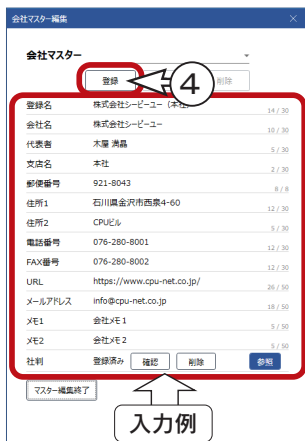 会社マスター編集
会社マスター
登録 4 削除
登録名 株式会社シーピーユー（本社） 14 / 30
会社名 株式会社シーピーユー 10 / 30
代表者 木屋 満晶 5 / 30
支店名 本社 2 / 30
郵便番号 921-8043 8 / 8
住所1 石川県金沢市西泉4-60 12 / 30
住所2 CPUビル 5 / 30
電話番号 076-280-8001 12 / 30
FAX番号 076-280-8002 12 / 30
URL https://www.cpu-net.co.jp/ 26 / 50
メールアドレス info@cpu-net.co.jp 18 / 50
メモ1 会社メモ1 5 / 50
メモ2 会社メモ2 5 / 50
社判 登録済み 確認 削除 参照
マスター編集終了
入力例